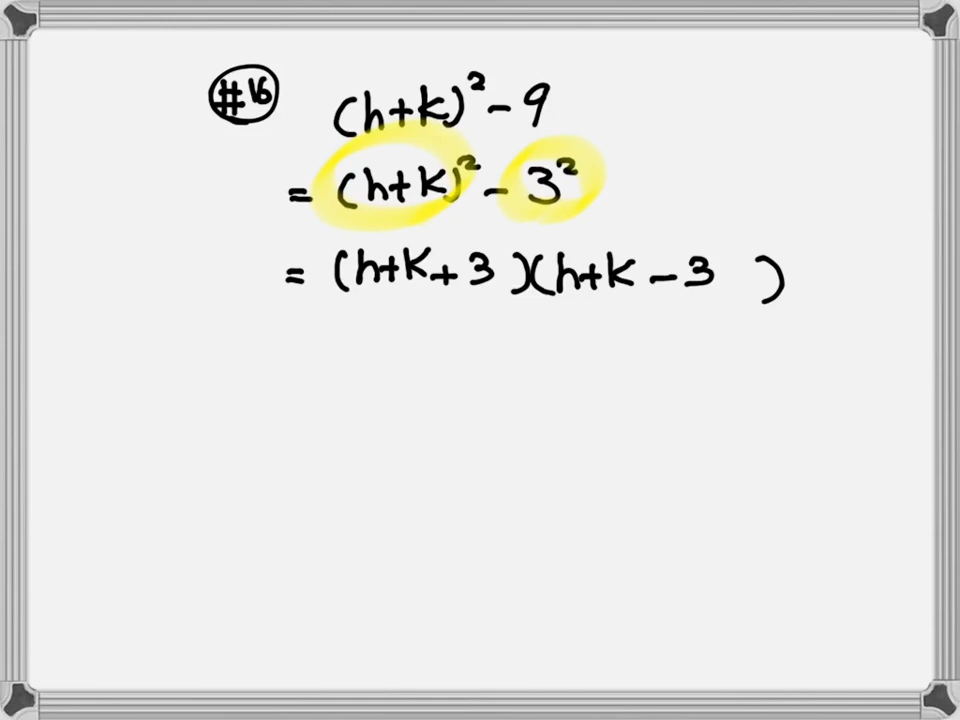 #16 (h+k)² - 9
= (h+k)² - 3²
= (h+k+3)(h+k-3)